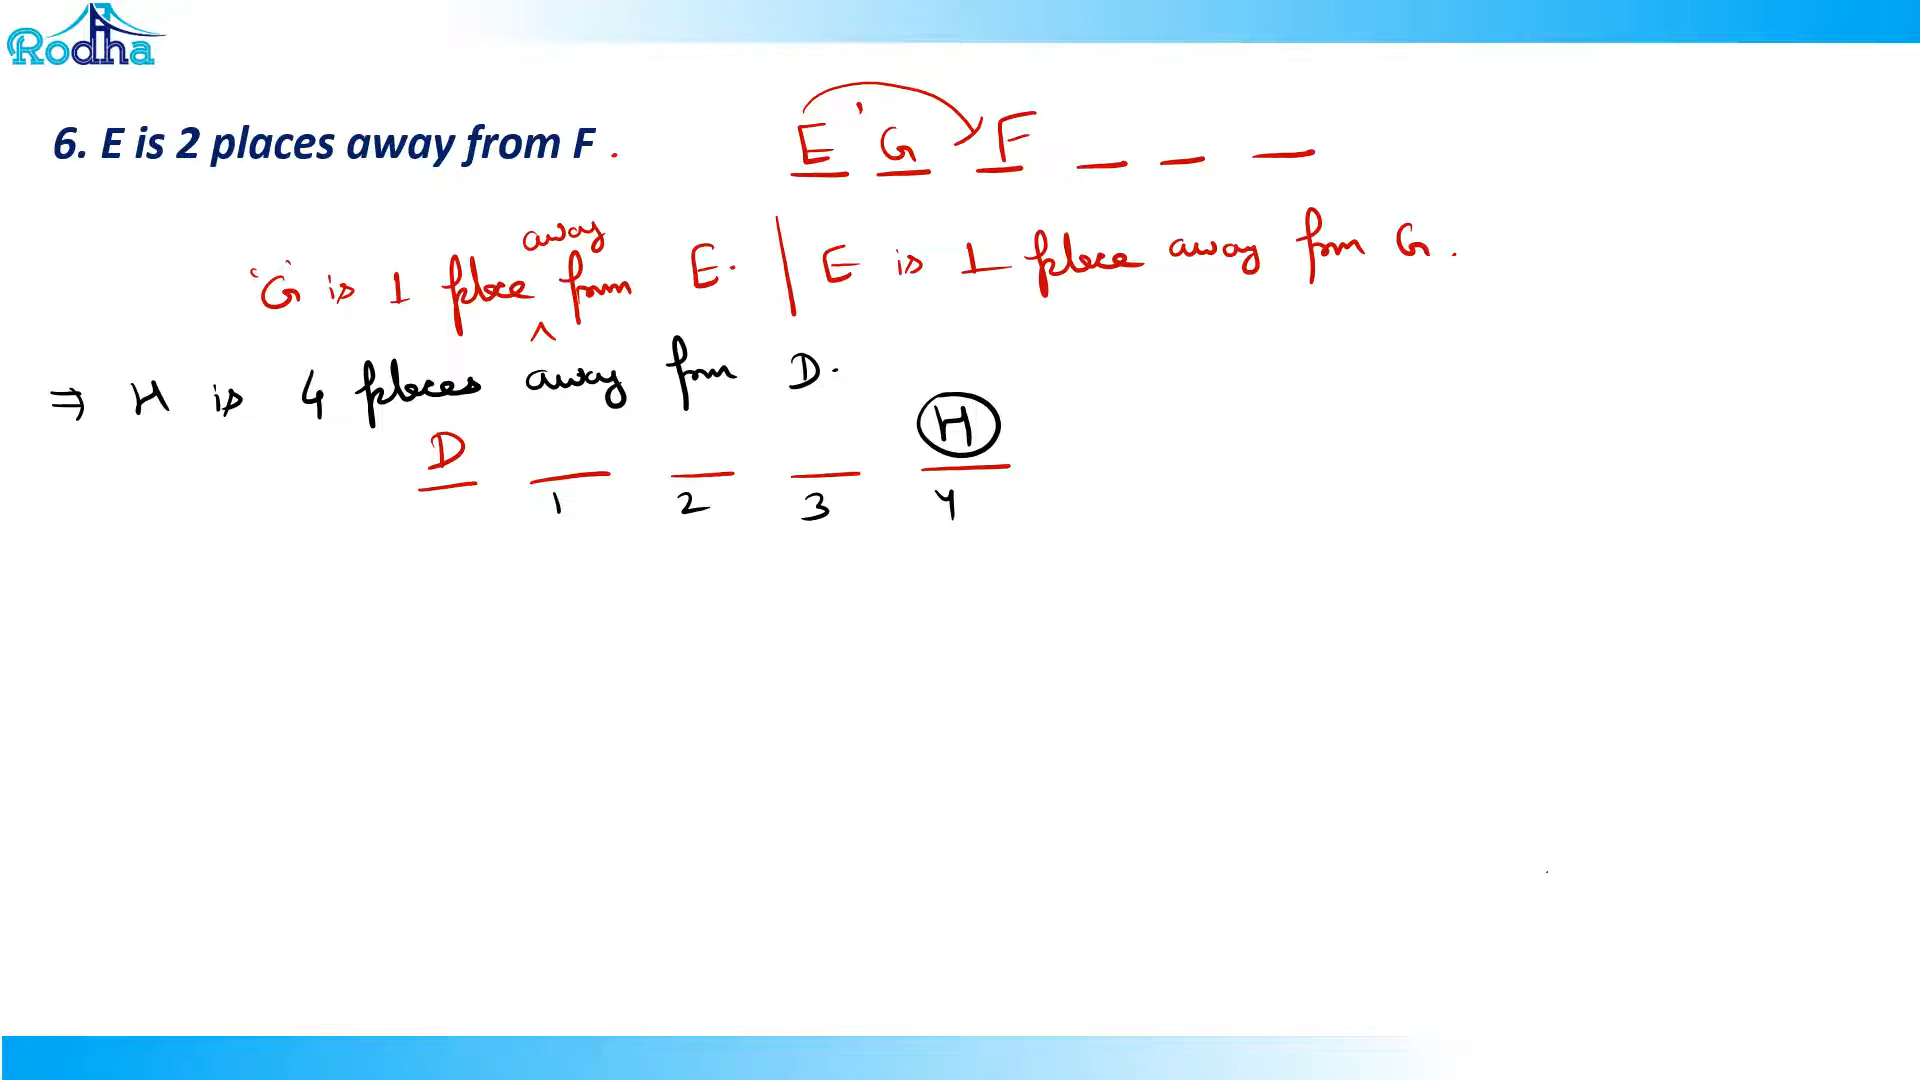 Rodha
6. E is 2 places away from F .
E G F
away
'G' is 1 place from E. | E is 1 place away from G.
^
⇒ H is 4 places away from D.
D H
1 2 3 4